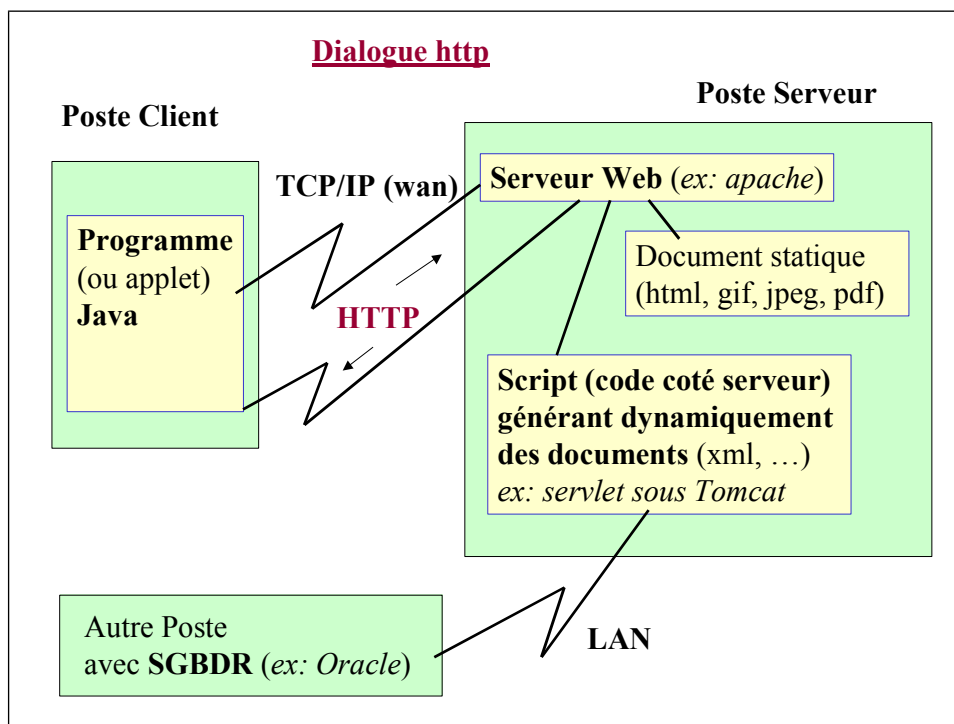 Dialogue http
Poste Client
Poste Serveur
TCP/IP (wan)
Serveur Web (ex: apache)
Programme
(ou applet)
Java
Document statique
(html, gif, jpeg, pdf)
HTTP
Script (code coté serveur)
générant dynamiquement
des documents (xml, …)
ex: servlet sous Tomcat
Autre Poste
avec SGBDR (ex: Oracle)
LAN